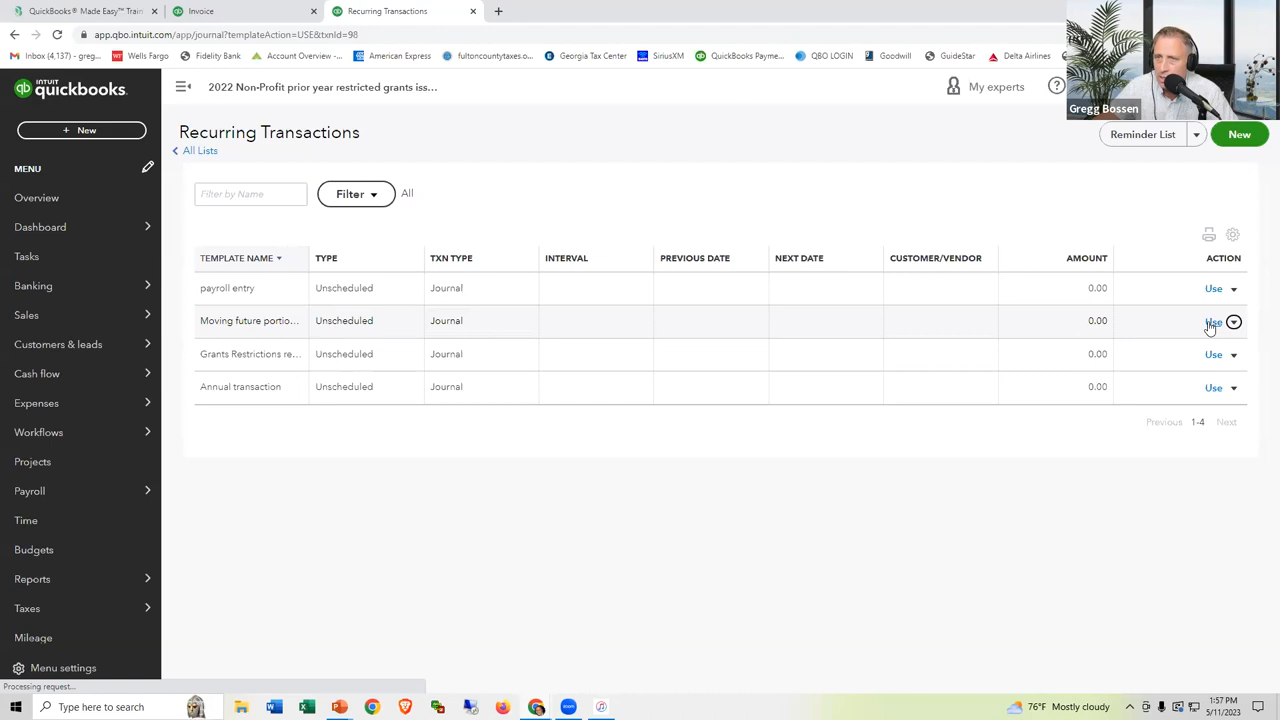 QuickBooks® Made Easy™ Train
Invoice
Recurring Transactions
app.qbo.intuit.com/app/journal?templateAction=USE&txnId=98
Inbox (4,137) - greg...
Wells Fargo
Fidelity Bank
Account Overview -...
American Express
fultoncountytaxes.o...
Georgia Tax Center
SiriusXM
QuickBooks Payme...
QBO LOGIN
Goodwill
GuideStar
Delta Airlines
Gregg Bossen
INTUIT
quickbooks.
2022 Non-Profit prior year restricted grants iss...
My experts
+ New
Recurring Transactions
Reminder List
New
All Lists
MENU
Filter by Name
Filter
All
Overview
Dashboard
Tasks
Banking
Sales
Customers & leads
Cash flow
Expenses
Workflows
Projects
Payroll
Time
Budgets
Reports
Taxes
Mileage
Menu settings
TEMPLATE NAME TYPE TXN TYPE INTERVAL PREVIOUS DATE NEXT DATE CUSTOMER/VENDOR AMOUNT ACTION
payroll entry Unscheduled Journal 0.00 Use
Moving future portio... Unscheduled Journal 0.00 Use
Grants Restrictions re... Unscheduled Journal 0.00 Use
Annual transaction Unscheduled Journal 0.00 Use
Previous 1-4 Next
Processing request...
Type here to search
76°F Mostly cloudy
1:57 PM
5/11/2023